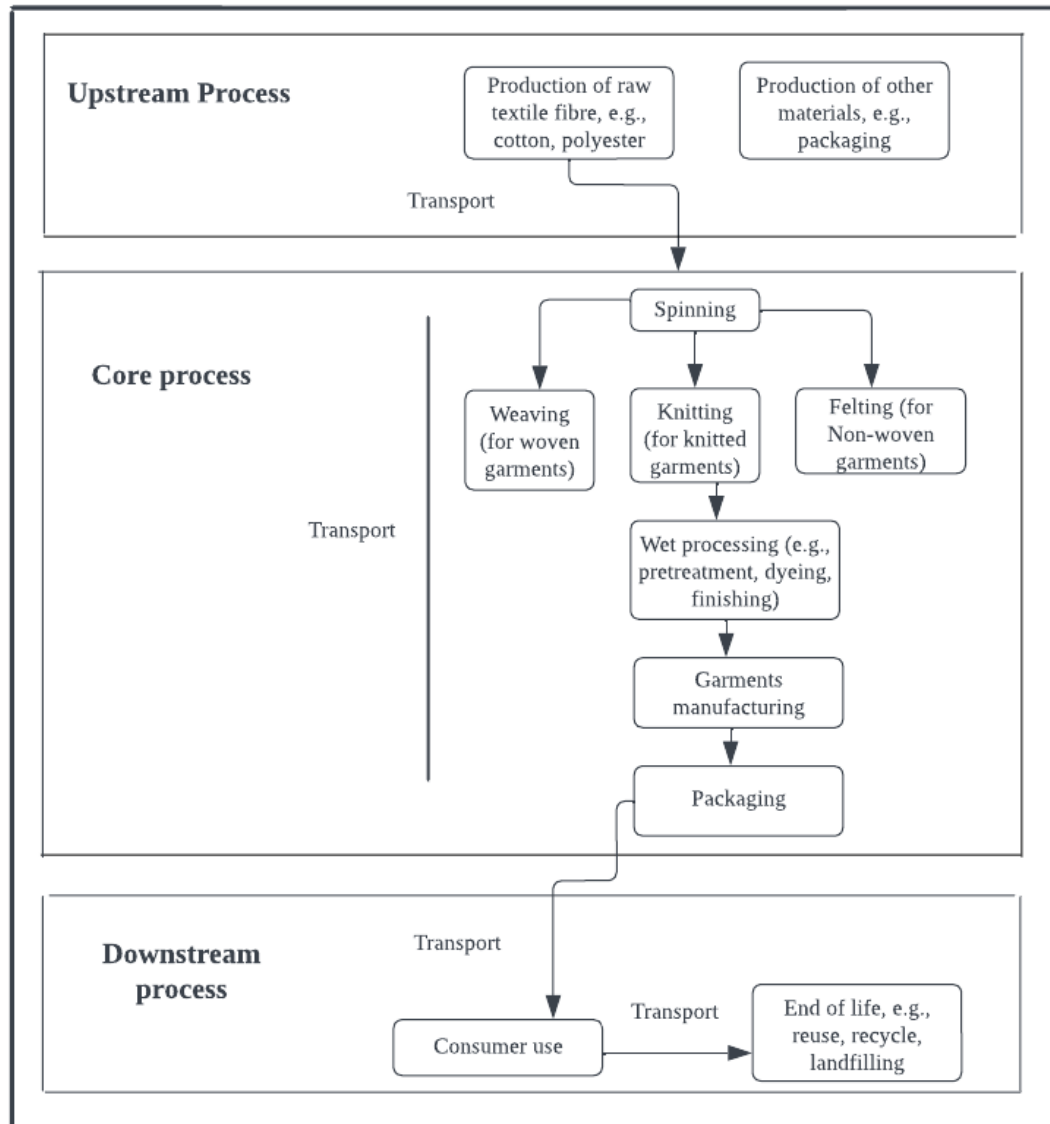 Upstream Process
Production of raw
textile fibre, e.g.,
cotton, polyester
Production of other
materials, e.g.,
packaging
Transport
Core process
Spinning
Weaving
(for woven
garments)
Knitting
(for knitted
garments)
Felting (for
Non-woven
garments)
Transport
Wet processing (e.g.,
pretreatment, dyeing,
finishing)
Garments
manufacturing
Packaging
Downstream
process
Transport
Consumer use
Transport
End of life, e.g.,
reuse, recycle,
landfilling